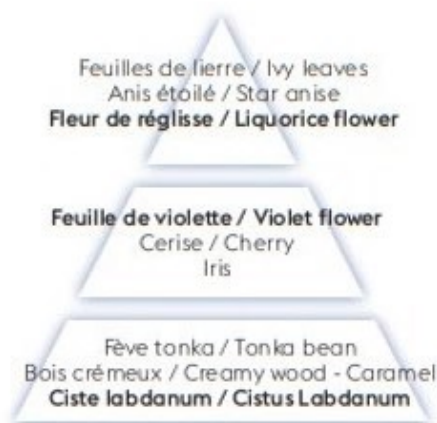 Feuilles de lierre / Ivy leaves
Anis étoilé / Star anise
Fleur de réglisse / Liquorice flower
Feuille de violette / Violet flower
Cerise / Cherry
Iris
Fève tonka / Tonka bean
Bois crémeux / Creamy wood - Caramel
Ciste labdanum / Cistus Labdanum